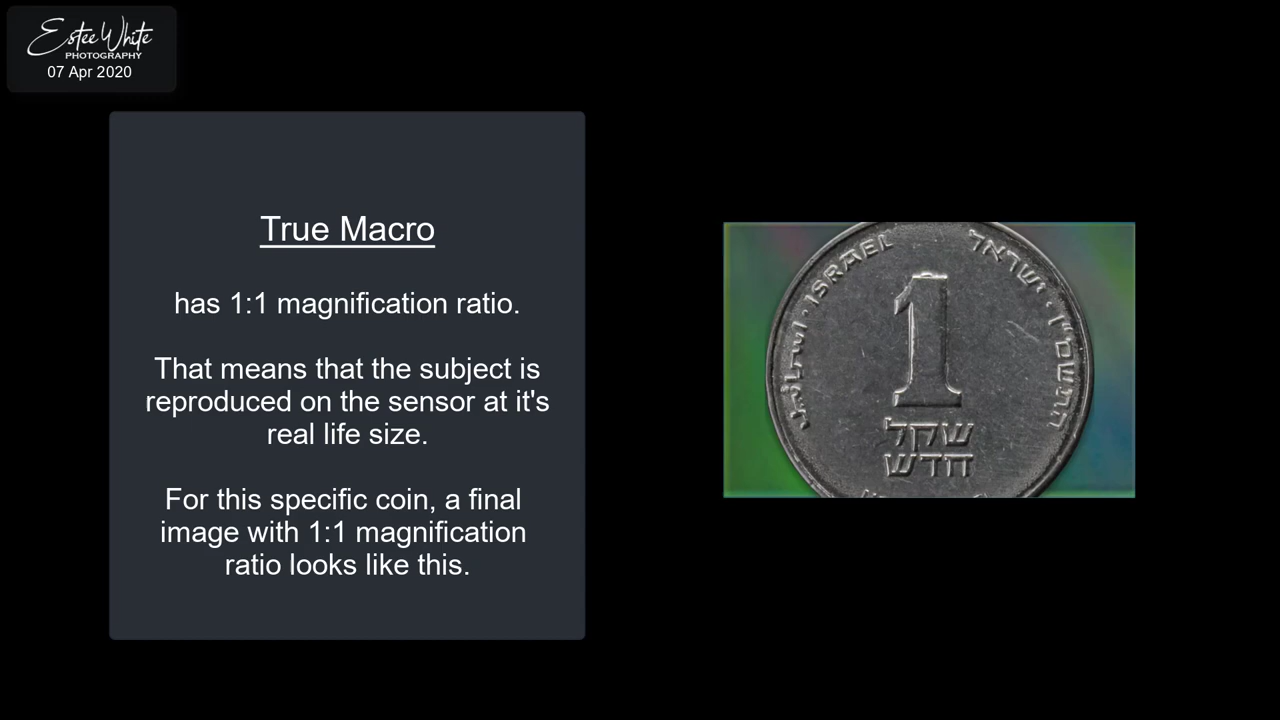 Estee White
PHOTOGRAPHY
07 Apr 2020
True Macro
has 1:1 magnification ratio.
That means that the subject is
reproduced on the sensor at it's
real life size.
For this specific coin, a final
image with 1:1 magnification
ratio looks like this.
ISRAEL · ישראל
1
שקל
חדש